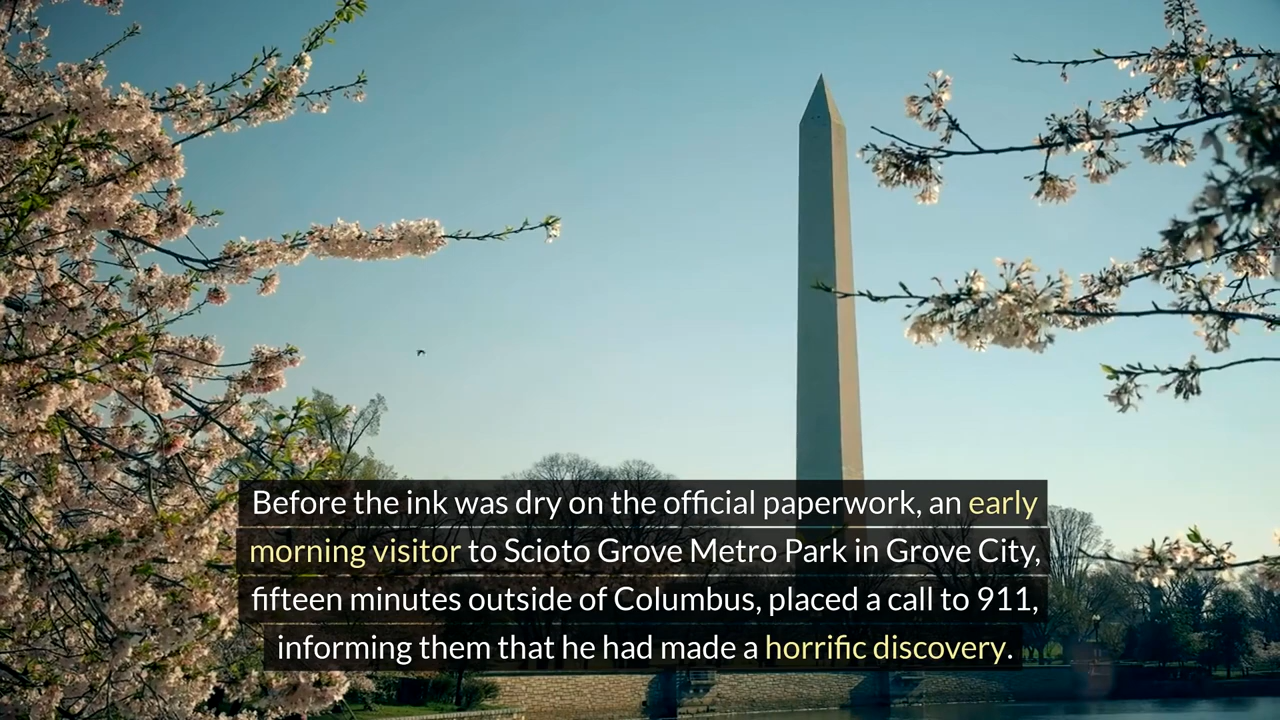 Before the ink was dry on the official paperwork, an early
morning visitor to Scioto Grove Metro Park in Grove City,
fifteen minutes outside of Columbus, placed a call to 911,
informing them that he had made a horrific discovery.